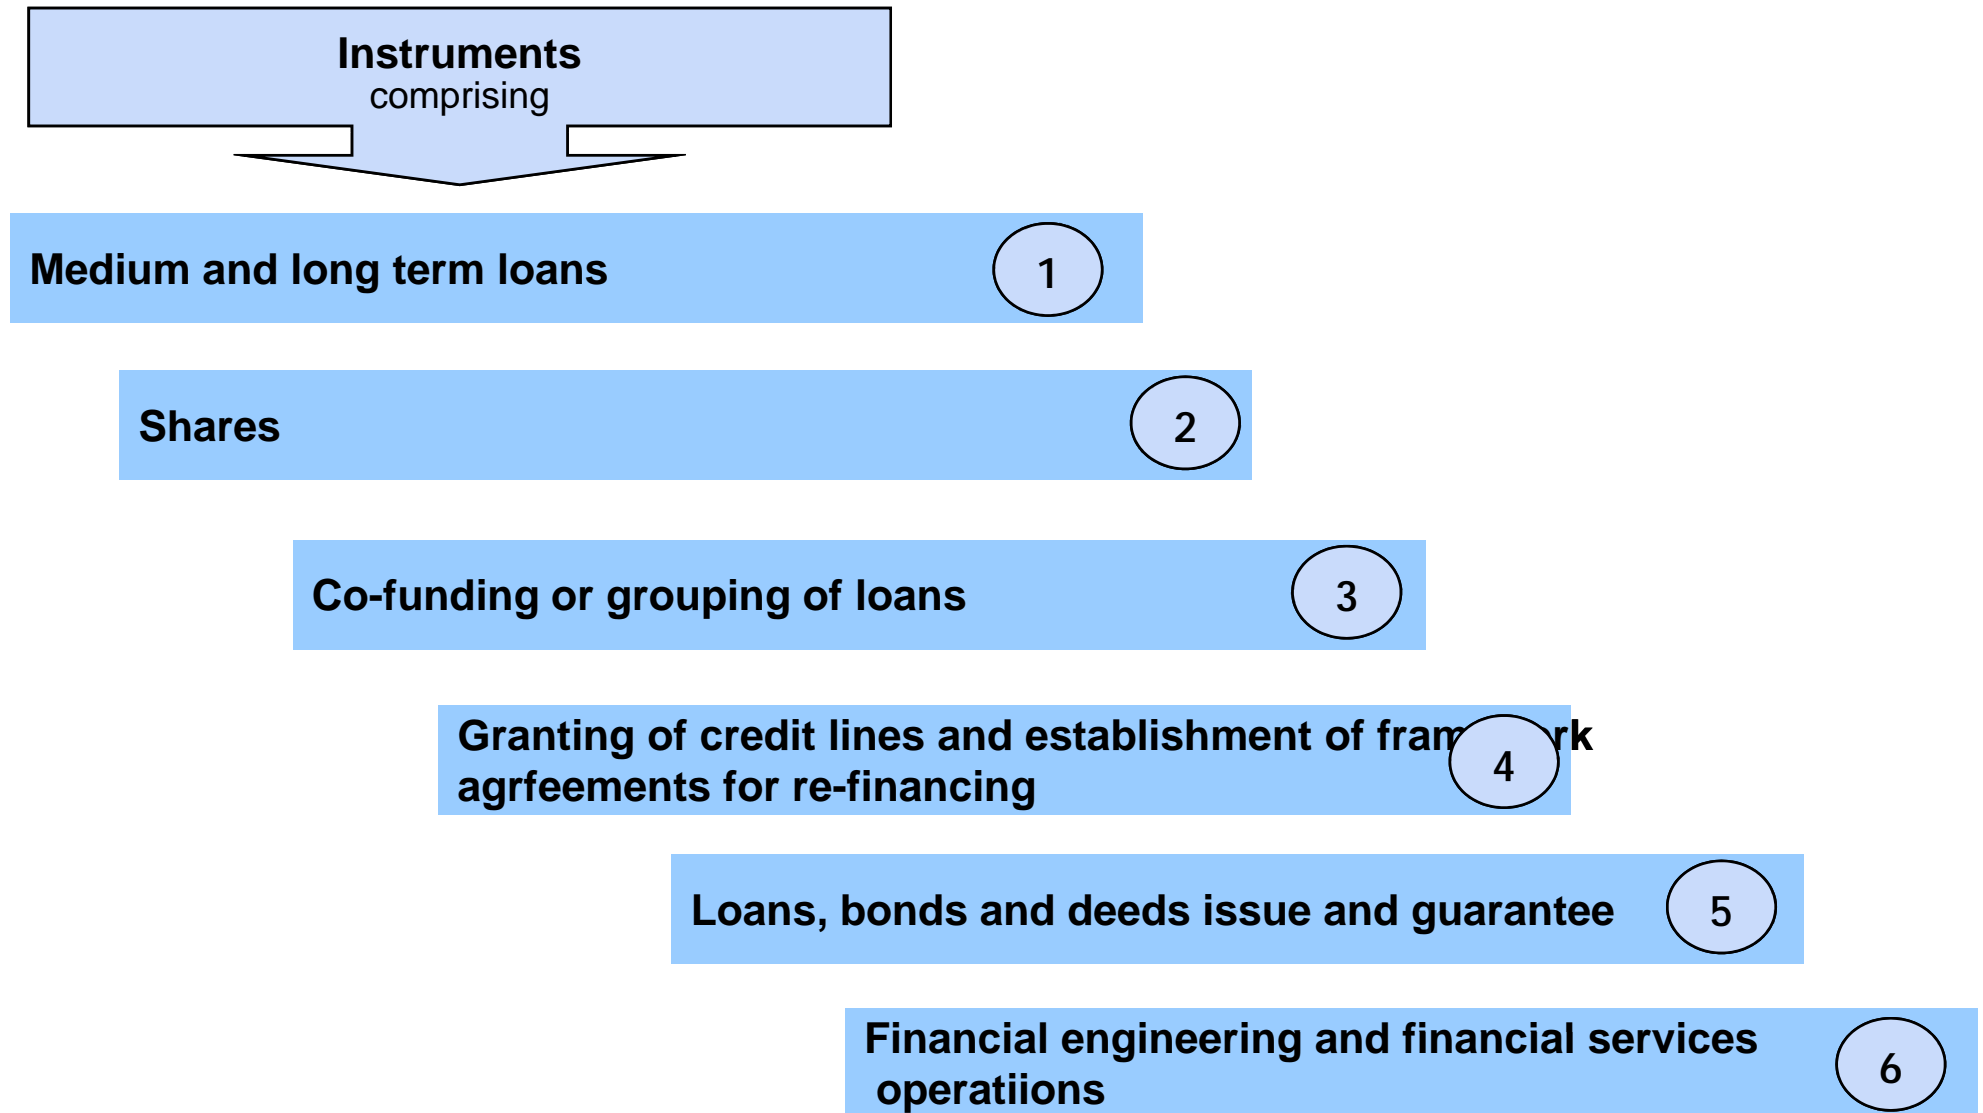 Instruments
comprising
Medium and long term loans
1
Shares
2
Co-funding or grouping of loans
3
Granting of credit lines and establishment of
agrfeements for re-financing
4
Loans, bonds and deeds issue and guarantee
5
Financial engineering and financial services
operatiions
6